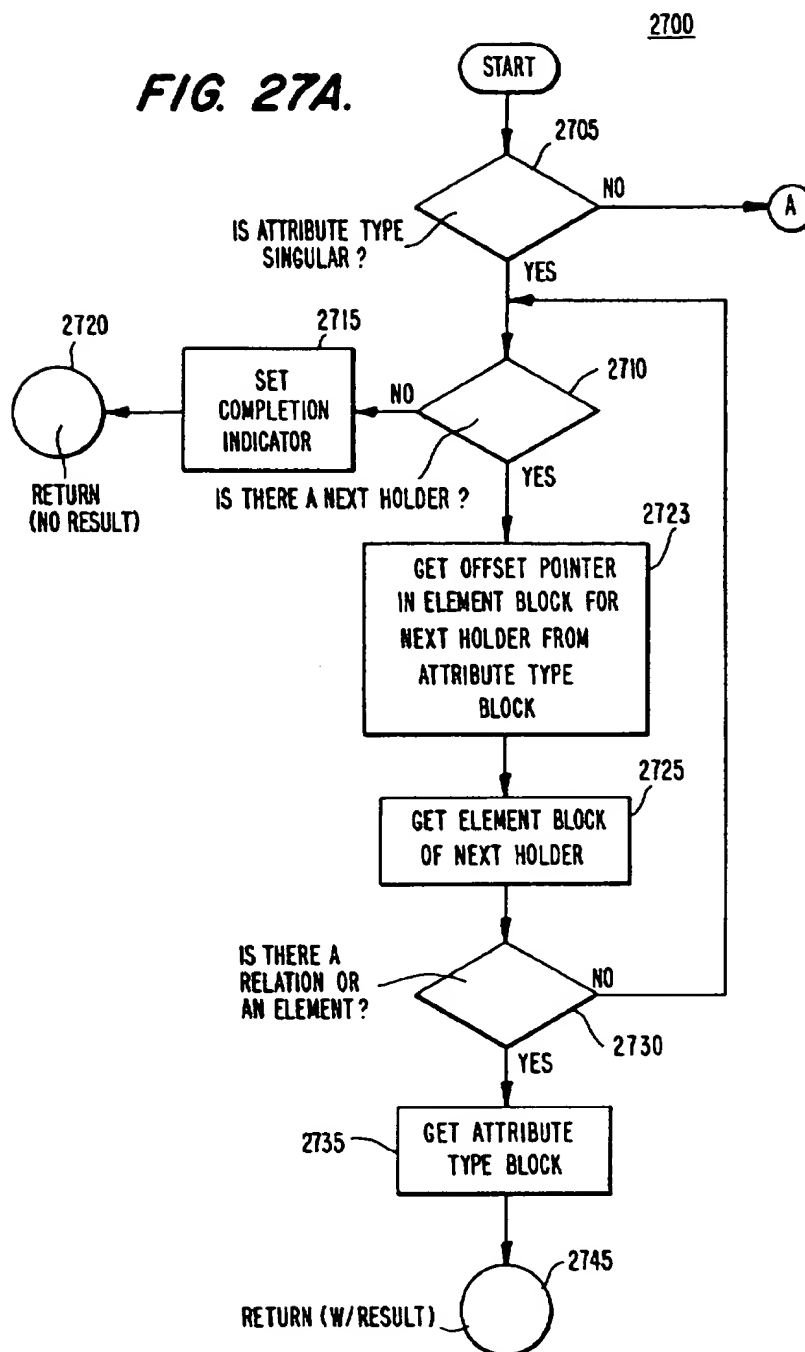 2700
FIG. 27A.
START
2705
NO
A
IS ATTRIBUTE TYPE
SINGULAR ?
YES
2720
2715
2710
SET
COMPLETION
INDICATOR
NO
YES
IS THERE A NEXT HOLDER ?
RETURN
(NO RESULT)
2723
GET OFFSET POINTER
IN ELEMENT BLOCK FOR
NEXT HOLDER FROM
ATTRIBUTE TYPE
BLOCK
2725
GET ELEMENT BLOCK
OF NEXT HOLDER
IS THERE A
RELATION OR
AN ELEMENT ?
NO
2730
YES
2735
GET ATTRIBUTE
TYPE BLOCK
2745
RETURN (W/RESULT)